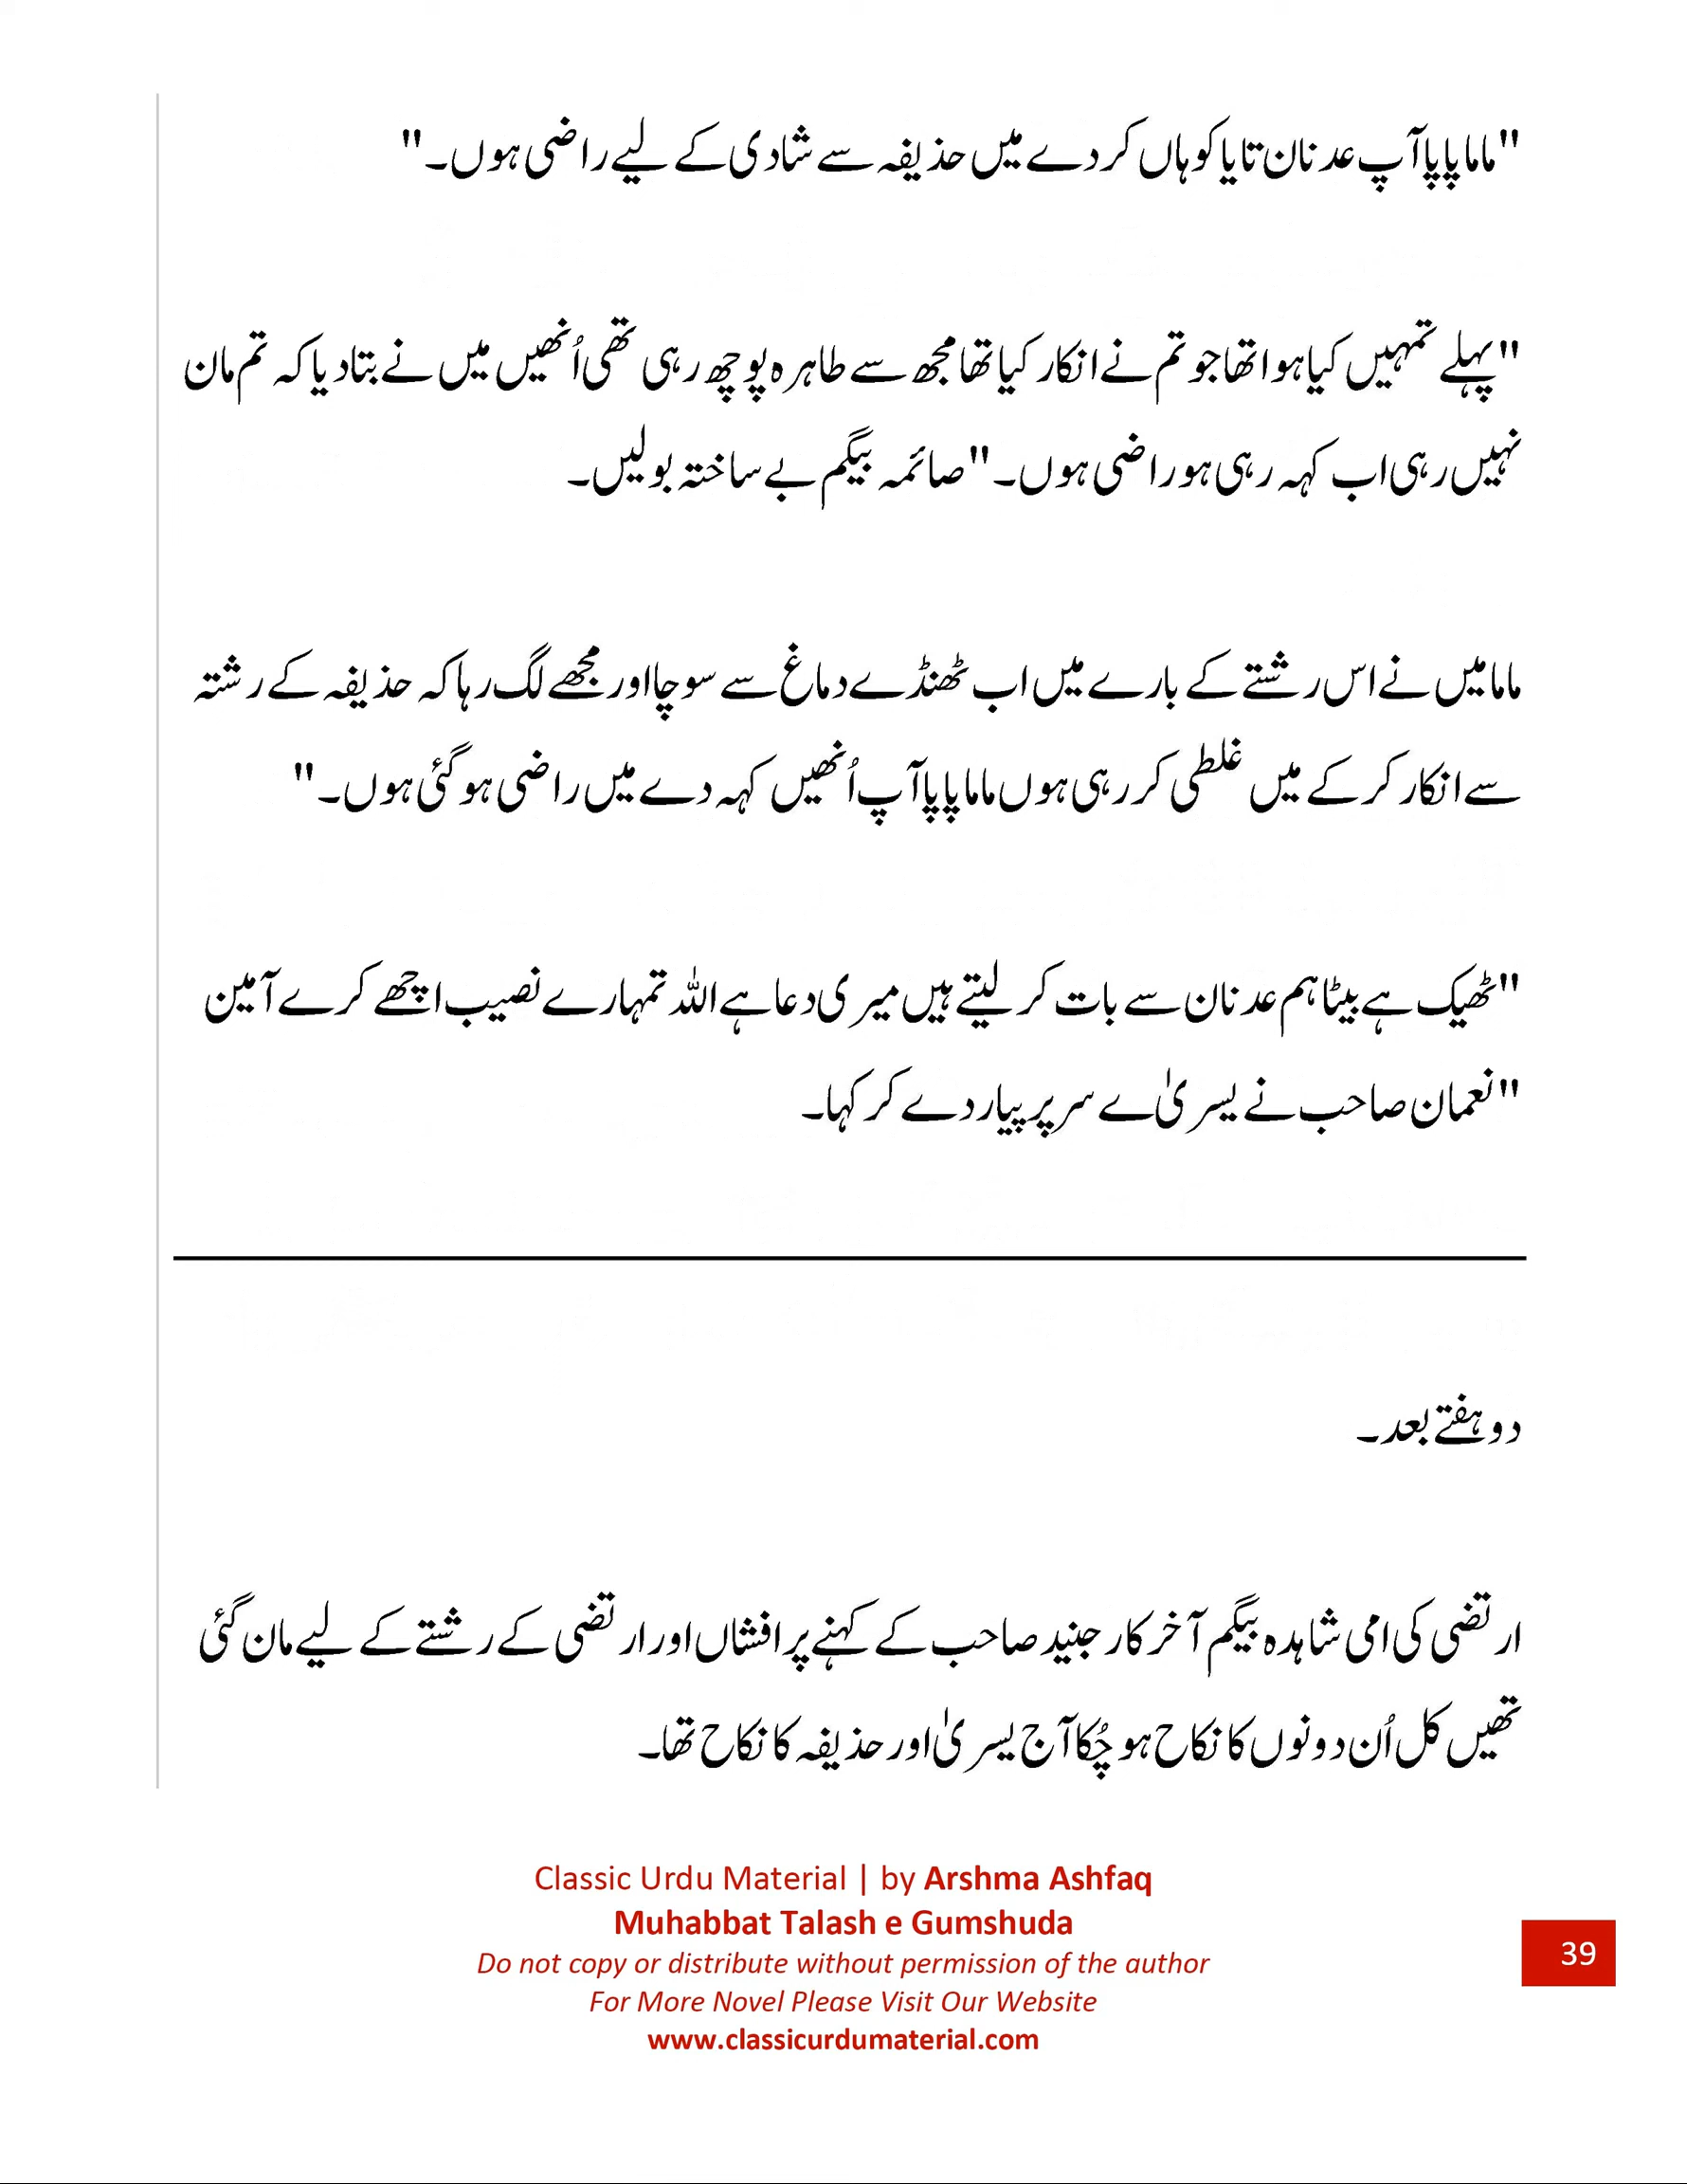 "ماما پاپا آپ عدنان تایا کو ہاں کر دے میں حذیفہ سے شادی کے لیے راضی ہوں۔"
"پہلے تمہیں کیا ہوا تھا جو تم نے انکار کیا تھا مجھ سے طاہرہ پوچھ رہی تھی اُنھیں میں نے بتا دیا کہ تم مان
نہیں رہی اب کہہ رہی ہو راضی ہوں۔" صائمہ بیگم بے ساختہ بولیں۔
ماما میں نے اس رشتے کے بارے میں اب ٹھنڈے دماغ سے سوچا اور مجھے لگ رہا کہ حذیفہ کے رشتہ
سے انکار کر کے میں غلطی کر رہی ہوں ماما پاپا آپ اُنھیں کہہ دے میں راضی ہو گئی ہوں۔"
"ٹھیک ہے بیٹا ہم عدنان سے بات کر لیتے ہیں میری دعا ہے اللہ تمہارے نصیب اچھے کرے آمین
"نعمان صاحب نے یسریٰ ے سر پر پیار دے کر کہا۔
دو ہفتے بعد۔
ارتضی کی امی شاہدہ بیگم آخر کار جنید صاحب کے کہنے پر افشاں اور ارتضی کے رشتے کے لیے مان گئی
تھیں کل اُن دونوں کا نکاح ہو چُکا آج یسریٰ اور حذیفہ کا نکاح تھا۔
Classic Urdu Material | by Arshma Ashfaq
Muhabbat Talash e Gumshuda
Do not copy or distribute without permission of the author
For More Novel Please Visit Our Website
www.classicurdumaterial.com
39